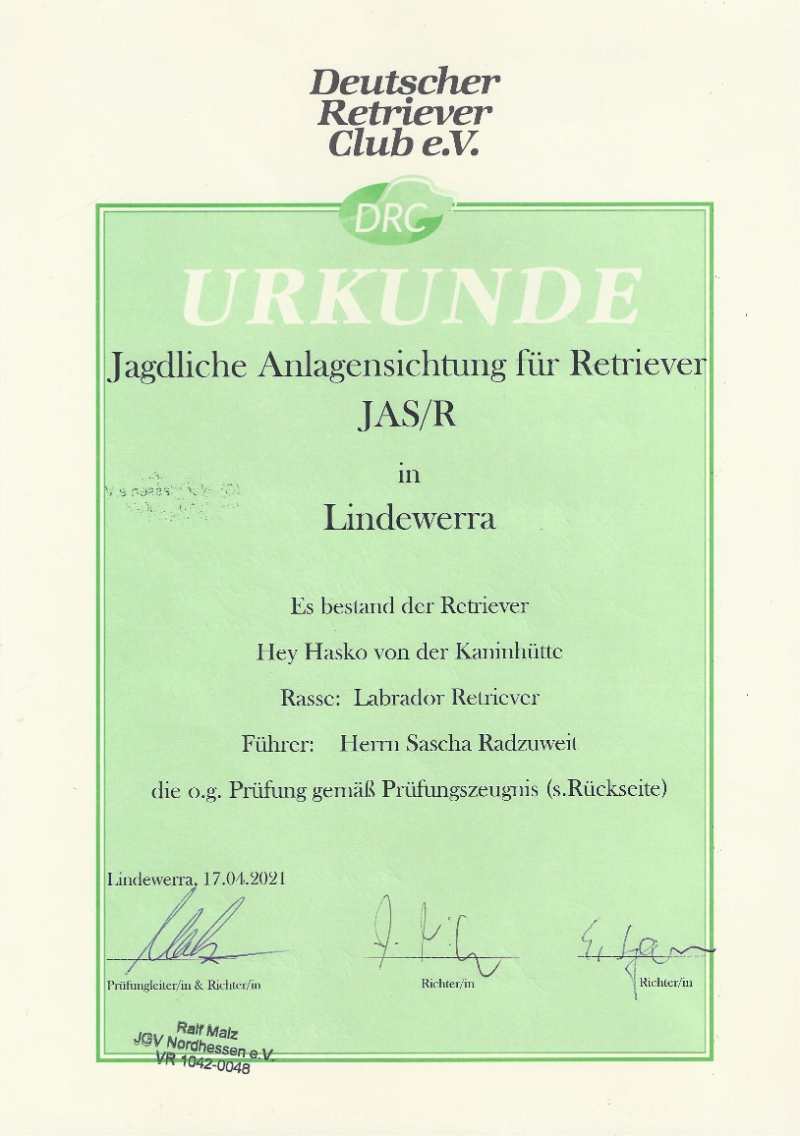 Deutscher
Retriever
Club e.V.
DRC
URKUNDE
Jagdliche Anlagensichtung für Retriever
JAS/R
in
Lindewerra
Es bestand der Retriever
Hey Hasko von der Kaninhütte
Rasse: Labrador Retriever
Führer: Herrn Sascha Radzuweit
die o.g. Prüfung gemäß Prüfungszeugnis (s.Rückseite)
Lindewerra, 17.04.2021
Prüfungleiter/in & Richter/in
Richter/in
Richter/in
Ralf Malz
JGV Nordhessen e.V.
VR 1042-0048